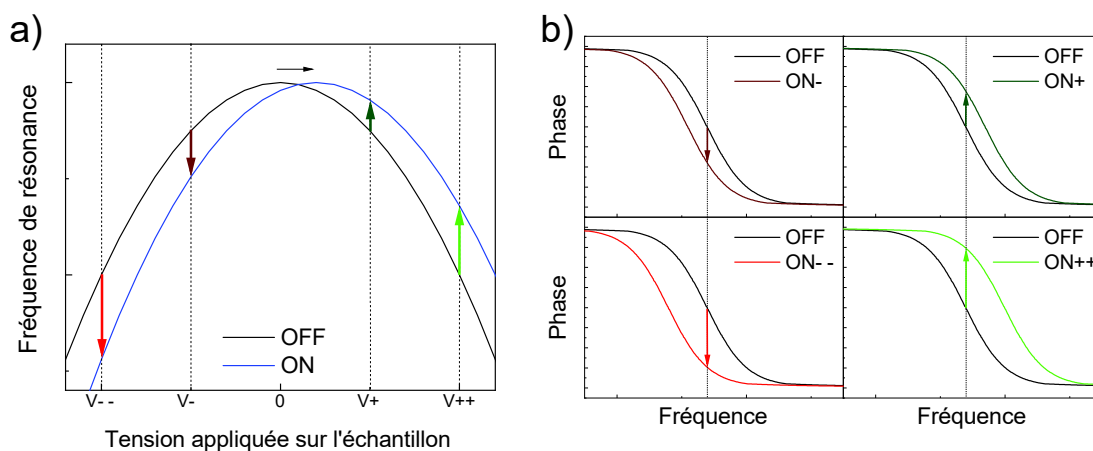 a)
Fréquence de résonance
OFF
ON
V- -
V-
0
V+
V++
Tension appliquée sur l'échantillon
b)
Phase
OFF
ON-
OFF
ON+
Phase
OFF
ON- -
OFF
ON++
Fréquence
Fréquence